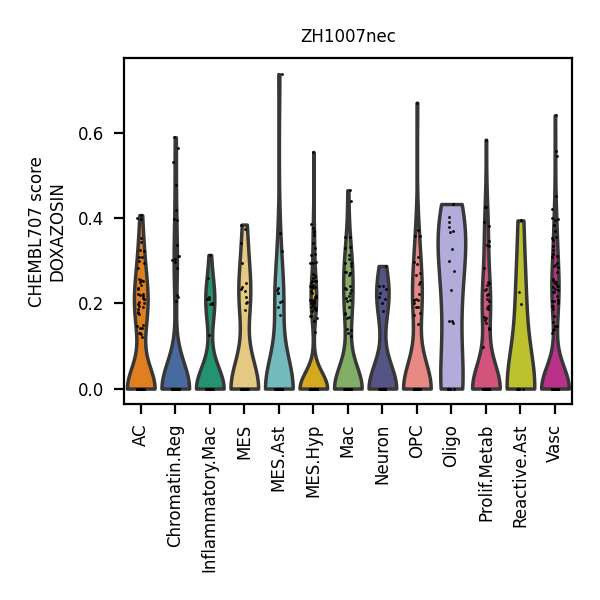 ZH1007nec
CHEMBL707 score
DOXAZOSIN
0.6
0.4
0.2
0.0
AC
Chromatin.Reg
Inflammatory.Mac
MES
MES.Ast
MES.Hyp
Mac
Neuron
OPC
Oligo
Prolif.Metab
Reactive.Ast
Vasc